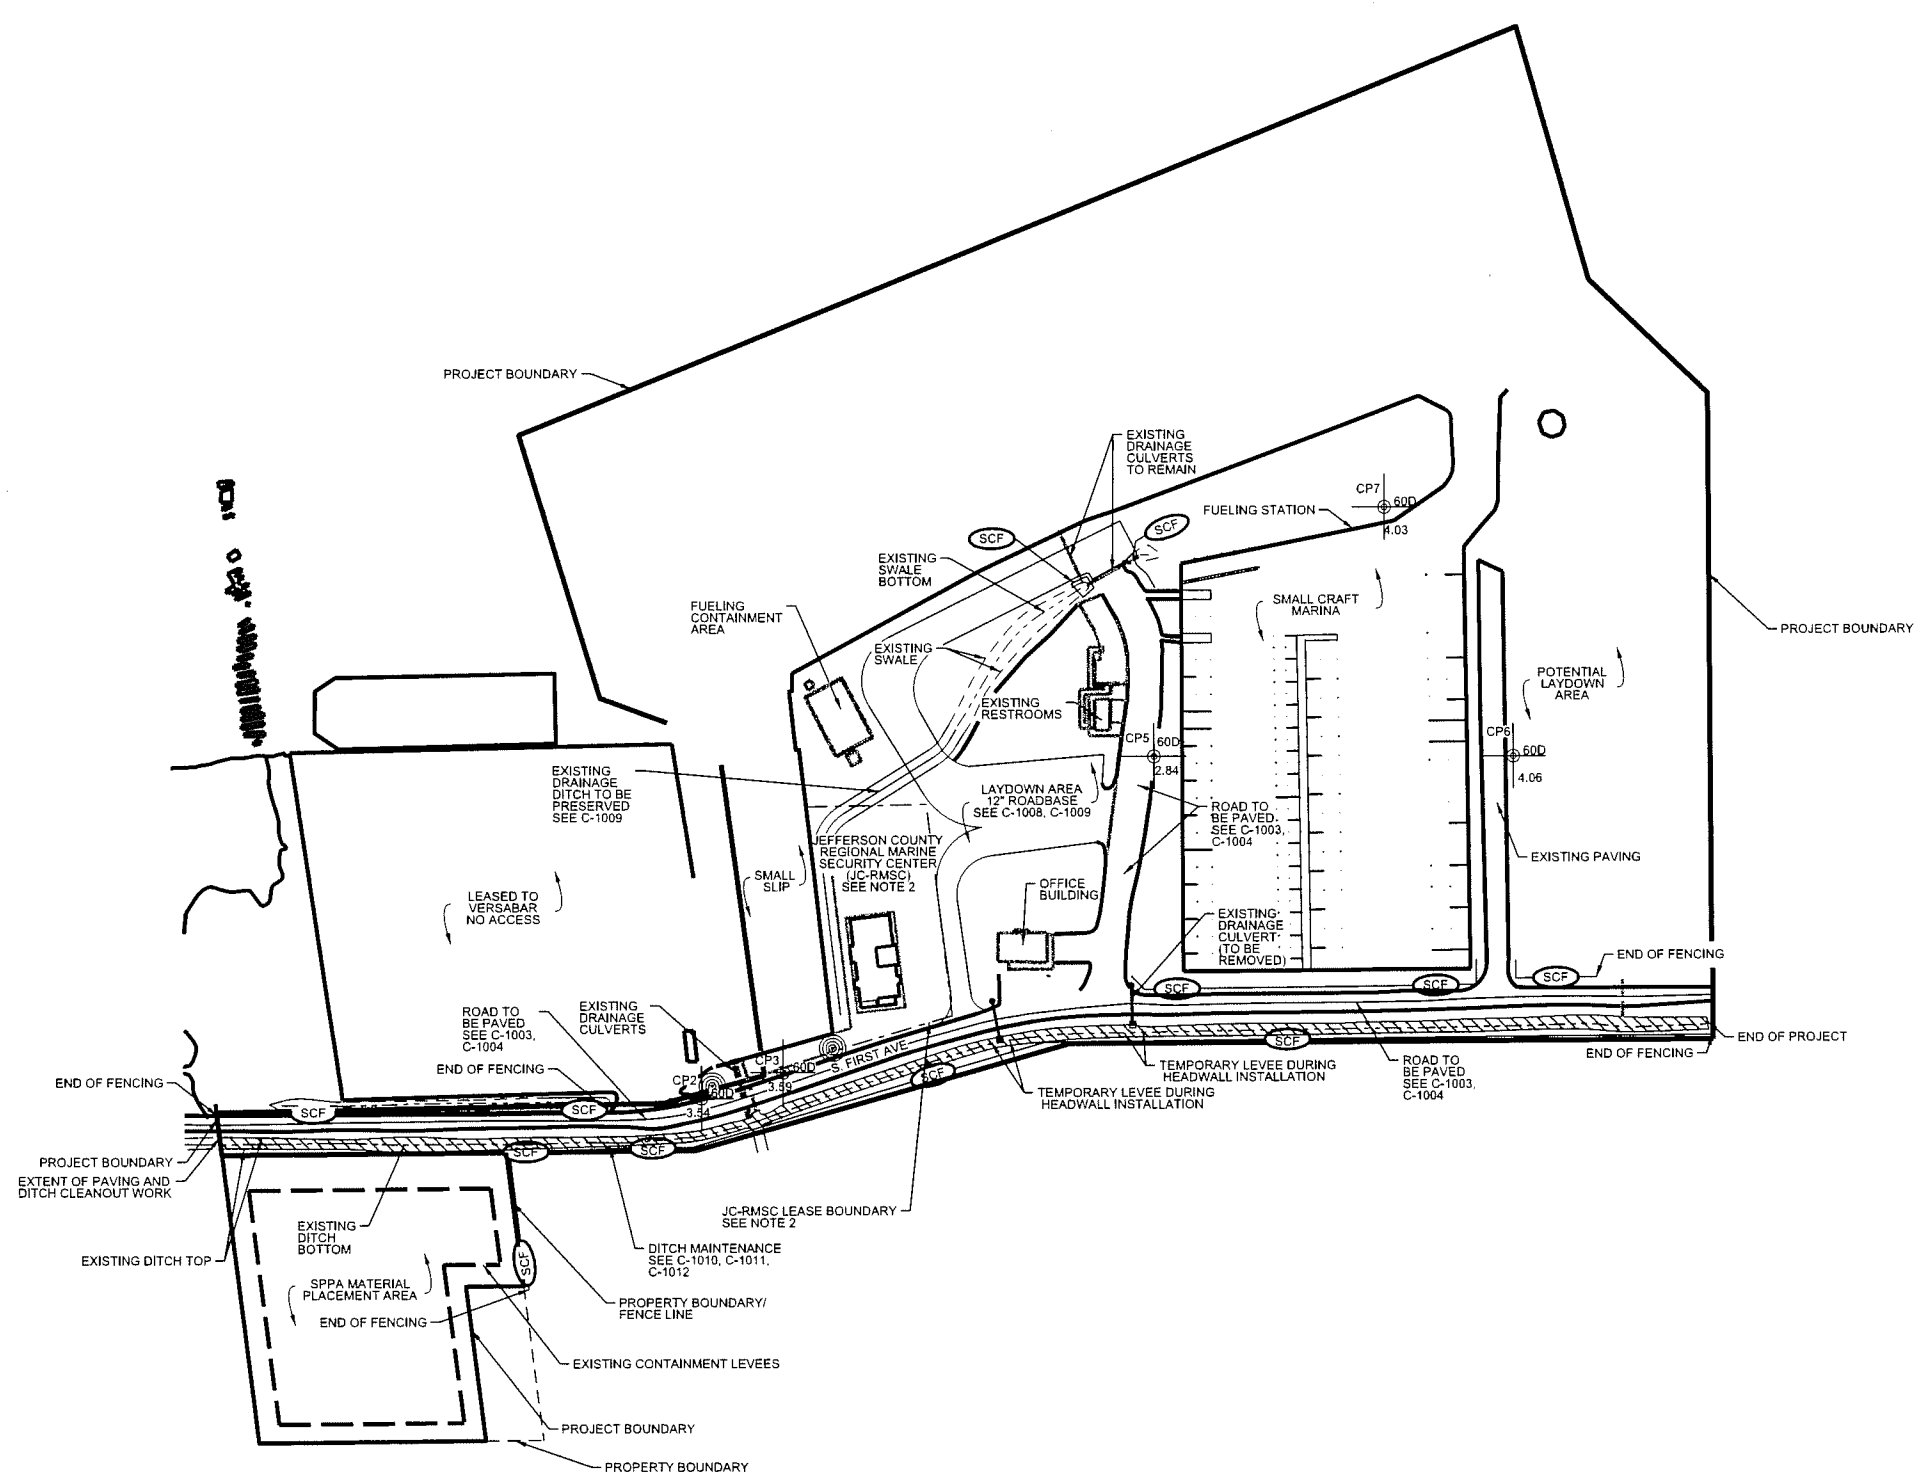 PROJECT BOUNDARY
EXISTING
DRAINAGE
CULVERTS
TO REMAIN
CP7
60D
4.03
FUELING STATION
SCF
SCF
EXISTING
SWALE
BOTTOM
FUELING
CONTAINMENT
AREA
SMALL CRAFT
MARINA
PROJECT BOUNDARY
EXISTING
SWALE
POTENTIAL
LAYDOWN
AREA
EXISTING
RESTROOMS
CP5
60D
2.84
CP6
60D
4.06
EXISTING
DRAINAGE
DITCH TO BE
PRESERVED
SEE C-1009
LAYDOWN AREA
12" ROADBASE
SEE C-1008, C-1009
ROAD TO
BE PAVED
SEE C-1003,
C-1004
JEFFERSON COUNTY
REGIONAL MARINE
SECURITY CENTER
(JC-RMSC)
SEE NOTE 2
EXISTING PAVING
SMALL
SLIP
OFFICE
BUILDING
LEASED TO
VERSABAR
NO ACCESS
EXISTING
DRAINAGE
CULVERT
(TO BE
REMOVED)
END OF FENCING
SCF
SCF
SCF
EXISTING
DRAINAGE
CULVERTS
ROAD TO
BE PAVED
SEE C-1003,
C-1004
END OF PROJECT
SCF
END OF FENCING
S. FIRST AVE
CP3
60D
3.59
CP2
60D
3.54
END OF FENCING
END OF FENCING
SCF
TEMPORARY LEVEE DURING
HEADWALL INSTALLATION
ROAD TO
BE PAVED
SEE C-1003,
C-1004
TEMPORARY LEVEE DURING
HEADWALL INSTALLATION
SCF
SCF
SCF
SCF
PROJECT BOUNDARY
EXTENT OF PAVING AND
DITCH CLEANOUT WORK
JC-RMSC LEASE BOUNDARY
SEE NOTE 2
EXISTING
DITCH
BOTTOM
EXISTING DITCH TOP
DITCH MAINTENANCE
SEE C-1010, C-1011,
C-1012
SCF
SPPA MATERIAL
PLACEMENT AREA
PROPERTY BOUNDARY/
FENCE LINE
END OF FENCING
EXISTING CONTAINMENT LEVEES
PROJECT BOUNDARY
PROPERTY BOUNDARY